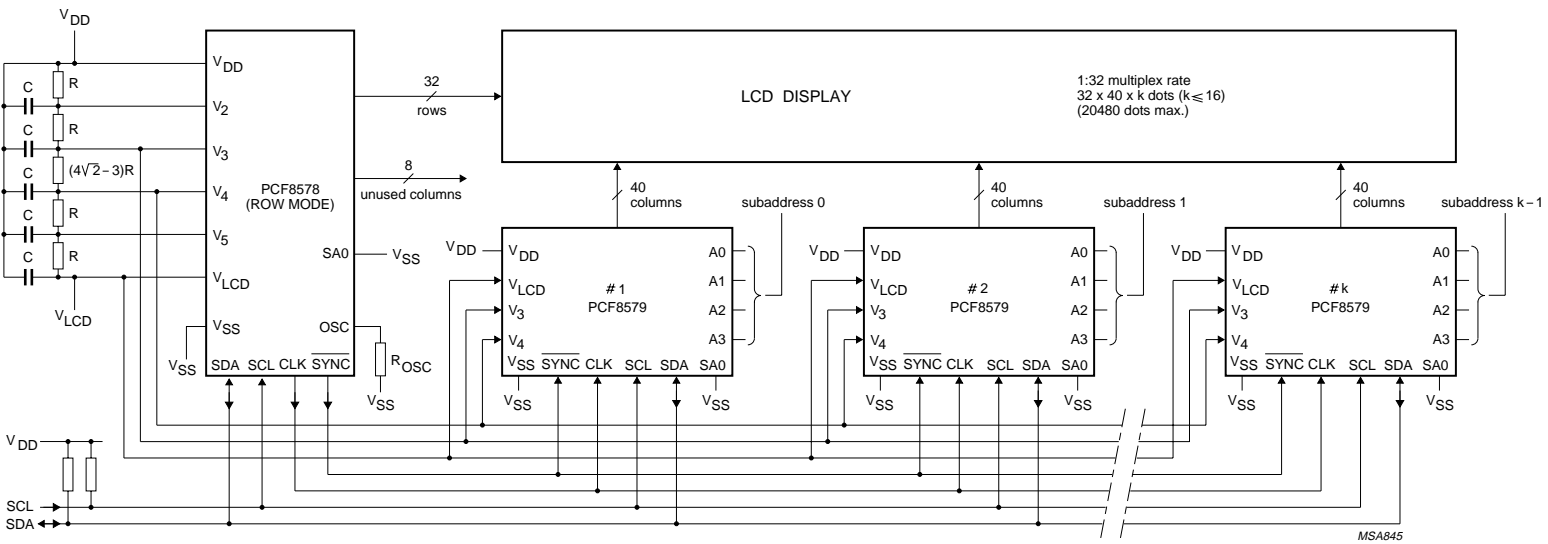 VDD
C
C
C
C
C
R
R
(4√2−3)R
R
R
VLCD
VDD
V2
V3
V4
V5
VLCD
VSS
PCF8578
(ROW MODE)
SA0
VSS
OSC
ROSC
VSS
VSS
SDA SCL CLK SYNC
32
rows
8
unused columns
LCD DISPLAY
1:32 multiplex rate
32 x 40 x k dots (k⩽16)
(20480 dots max.)
40
columns
subaddress 0
VDD
VDD
VLCD
V3
V4
#1
PCF8579
A0
A1
A2
A3
VSS SYNC CLK SCL SDA SA0
VSS
VSS
40
columns
subaddress 1
VDD
VDD
VLCD
V3
V4
#2
PCF8579
A0
A1
A2
A3
VSS SYNC CLK SCL SDA SA0
VSS
VSS
40
columns
subaddress k−1
VDD
VDD
VLCD
V3
V4
#k
PCF8579
A0
A1
A2
A3
VSS SYNC CLK SCL SDA SA0
VSS
VSS
VDD
SCL
SDA
MSA845